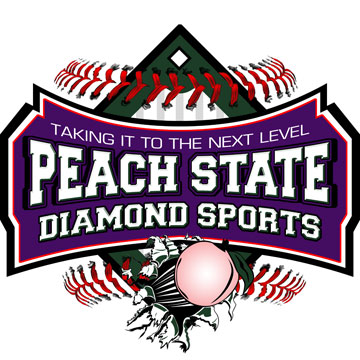 TAKING IT TO THE NEXT LEVEL
PEACH STATE
DIAMOND SPORTS